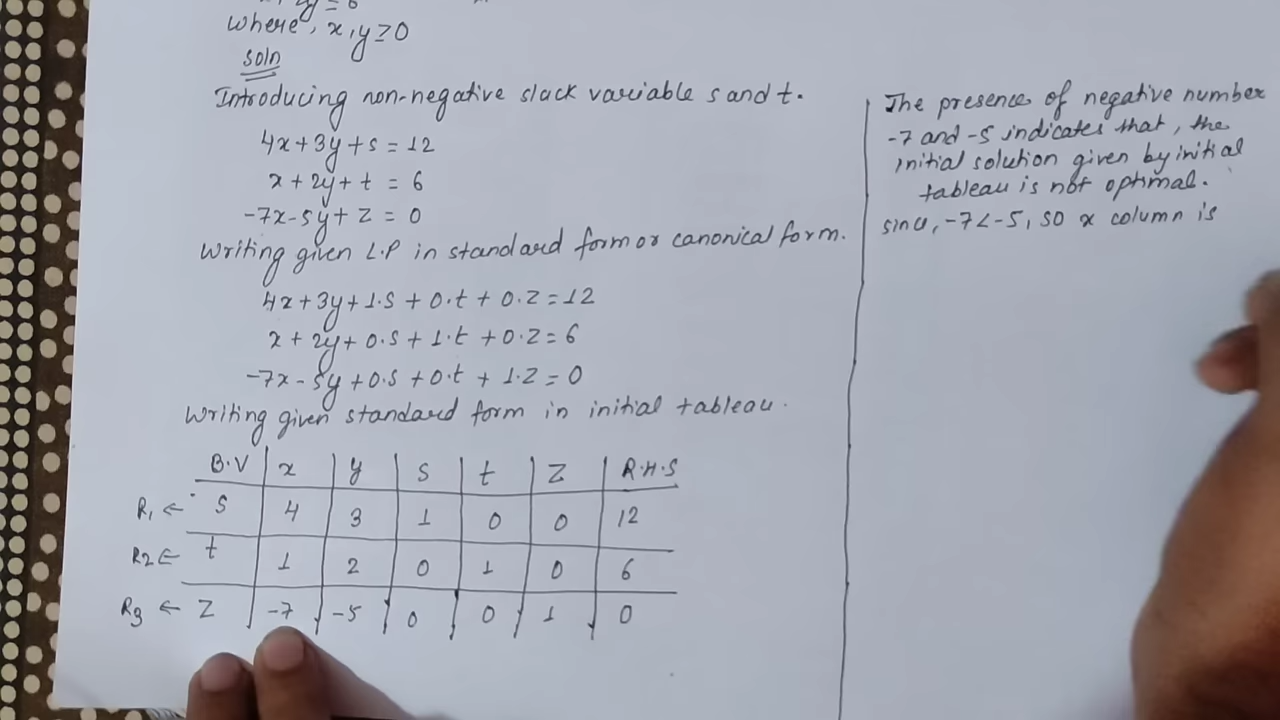 where, x,y≥0
Soln
Introducing non-negative slack variable s and t.
4x+3y+s = 12
x + 2y + t = 6
-7x-5y+Z = 0
Writing given L.P in standard form or canonical form.
4x+3y+1.s + 0.t + 0.Z = 12
x + 2y + 0.s + 1.t + 0.Z = 6
-7x-5y + 0.s + 0.t + 1.Z = 0
Writing given standard form in initial tableau.
B.V x y s t Z R.H.S
R1 ← s 4 3 1 0 0 12
R2 ← t 1 2 0 1 0 6
R3 ← Z -7 -5 0 0 1 0
The presence of negative number
-7 and -5 indicates that, the
initial solution given by initial
tableau is not optimal.
since, -7<-5, so x column is